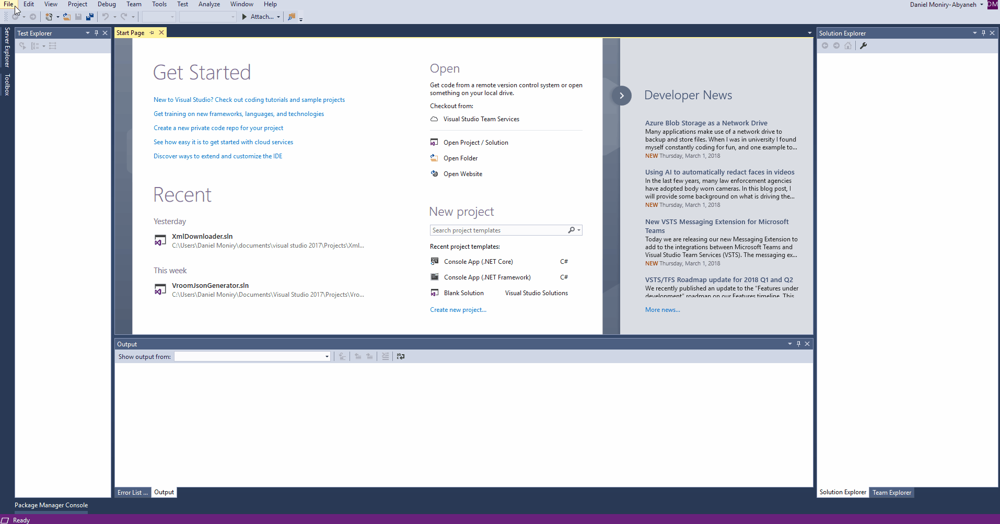 File Edit View Project Debug Team Tools Test Analyze Window Help
Daniel Moniry-Abyaneh DM
Attach...
Server Explorer
Toolbox
Test Explorer
Start Page
Get Started
New to Visual Studio? Check out coding tutorials and sample projects
Get training on new frameworks, languages, and technologies
Create a new private code repo for your project
See how easy it is to get started with cloud services
Discover ways to extend and customize the IDE
Recent
Yesterday
XmlDownloader.sln
C:\Users\Daniel Moniry\documents\visual studio 2017\Projects\Xml...
This week
VroomJsonGenerator.sln
C:\Users\Daniel Moniry\Documents\Visual Studio 2017\Projects\Vro...
Open
Get code from a remote version control system or open
something on your local drive.
Checkout from:
Visual Studio Team Services
Open Project / Solution
Open Folder
Open Website
New project
Search project templates
Recent project templates:
Console App (.NET Core) C#
Console App (.NET Framework) C#
Blank Solution Visual Studio Solutions
Create new project...
Developer News
Azure Blob Storage as a Network Drive
Many applications make use of a network drive to
backup and store files. When I was in university I found
myself constantly coding for fun, and one example to...
NEW Thursday, March 1, 2018
Using AI to automatically redact faces in videos
In the last few years, many law enforcement agencies
have adopted body worn cameras. In this blog post, I
will provide some background on what is driving the...
NEW Thursday, March 1, 2018
New VSTS Messaging Extension for Microsoft
Teams
Today we are releasing our new Messaging Extension to
add to the integrations between Microsoft Teams and
Visual Studio Team Services (VSTS). The messaging ex...
NEW Thursday, March 1, 2018
VSTS/TFS Roadmap update for 2018 Q1 and Q2
We recently published an update to the “Features under
development” roadmap on our Features timeline. This
More news...
Solution Explorer
Output
Show output from:
Error List ... Output
Solution Explorer Team Explorer
Package Manager Console
Ready